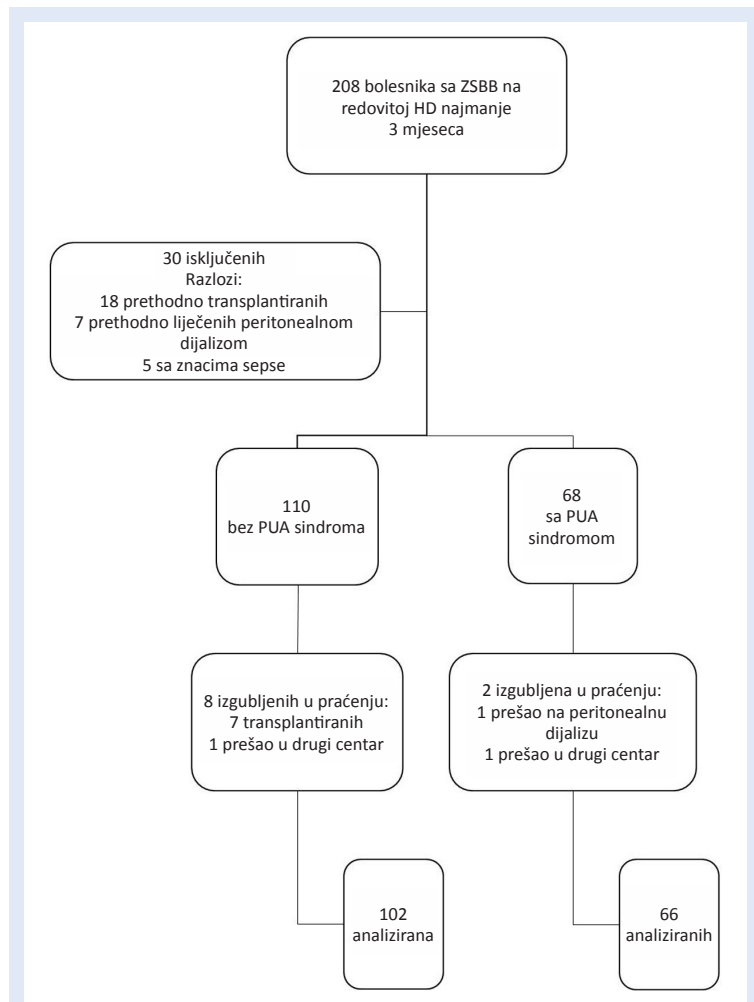 208 bolesnika sa ZSBB na
redovitoj HD najmanje
3 mjeseca
30 isključenih
Razlozi:
18 prethodno transplantiranih
7 prethodno liječenih peritonealnom
dijalizom
5 sa znacima sepse
110
bez PUA sindroma
68
sa PUA
sindromom
8 izgubljenih u praćenju:
7 transplantiranih
1 prešao u drugi centar
2 izgubljena u praćenju:
1 prešao na peritonealnu
dijalizu
1 prešao u drugi centar
102
analizirana
66
analiziranih